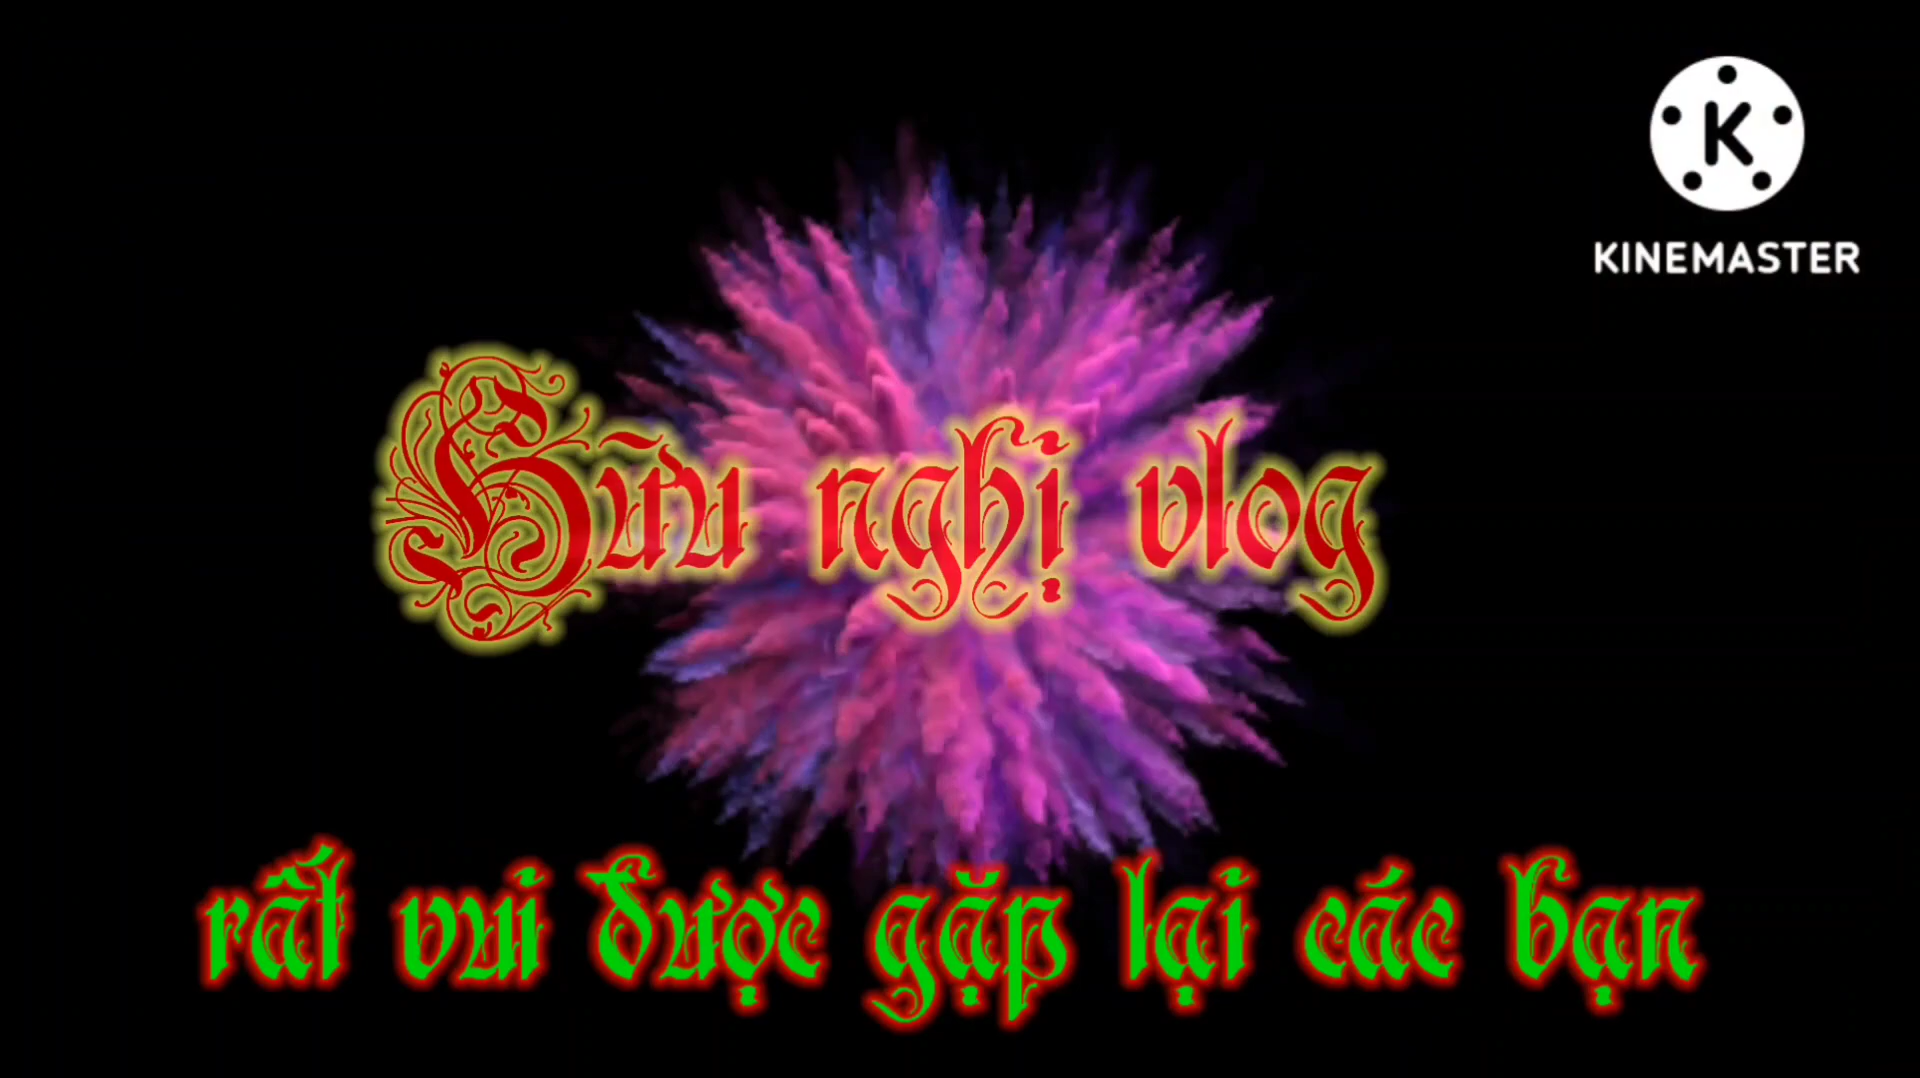 K
KINEMASTER
Hữu nghị vlog
rất vui được gặp lại các bạn